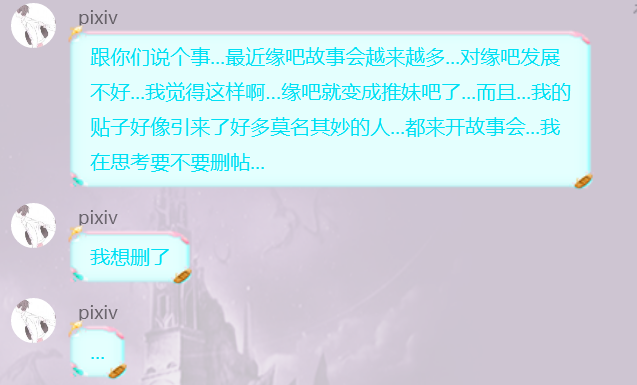 pixiv
跟你们说个事...最近缘吧故事会越来越多...对缘吧发展
不好...我觉得这样啊...缘吧就变成推妹吧了...而且...我的
贴子好像引来了好多莫名其妙的人...都来开故事会...我
在思考要不要删帖...
pixiv
我想删了
pixiv
...